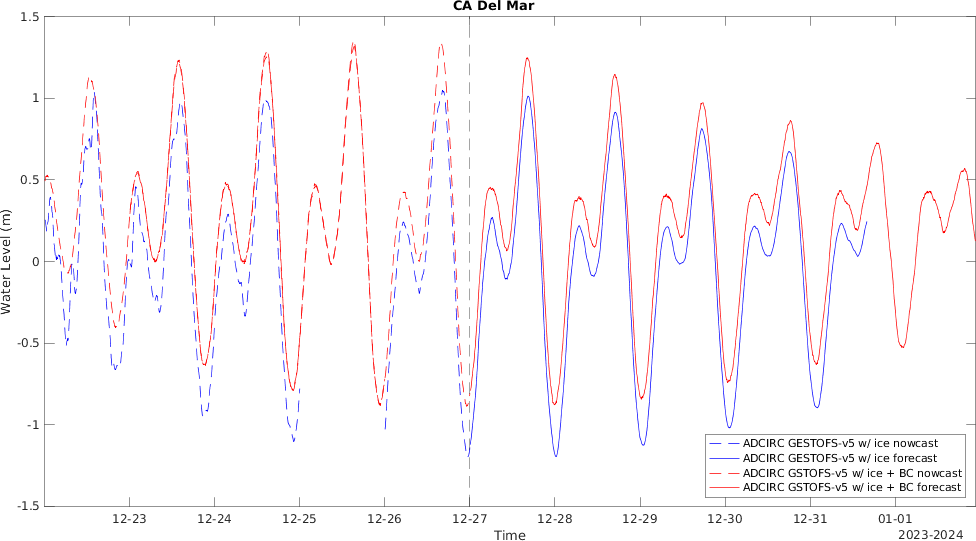 CA Del Mar
1.5
1
0.5
0
-0.5
-1
-1.5
Water Level (m)
12-23 12-24 12-25 12-26 12-27 12-28 12-29 12-30 12-31 01-01
Time
2023-2024
ADCIRC GESTOFS-v5 w/ ice nowcast
ADCIRC GESTOFS-v5 w/ ice forecast
ADCIRC GSTOFS-v5 w/ ice + BC nowcast
ADCIRC GSTOFS-v5 w/ ice + BC forecast